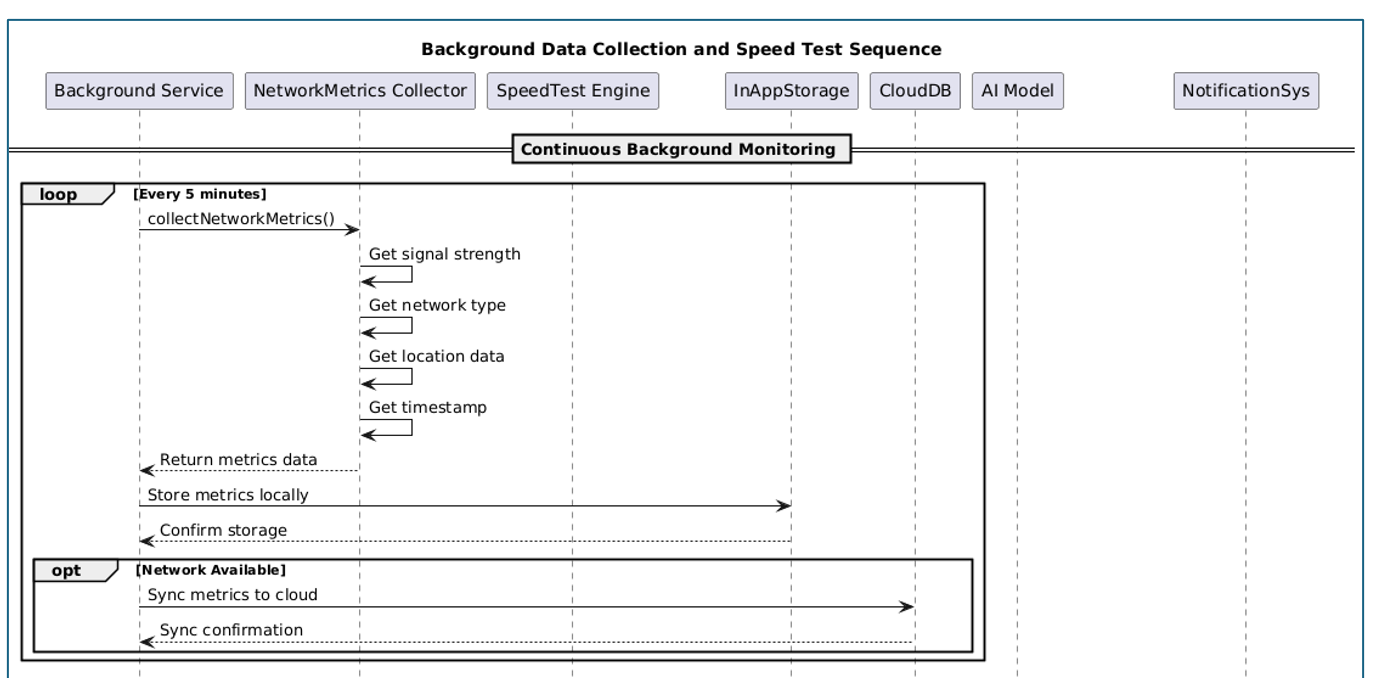 Background Data Collection and Speed Test Sequence
Background Service NetworkMetrics Collector SpeedTest Engine InAppStorage CloudDB AI Model NotificationSys
Continuous Background Monitoring
loop [Every 5 minutes]
collectNetworkMetrics()
Get signal strength
Get network type
Get location data
Get timestamp
Return metrics data
Store metrics locally
Confirm storage
opt [Network Available]
Sync metrics to cloud
Sync confirmation